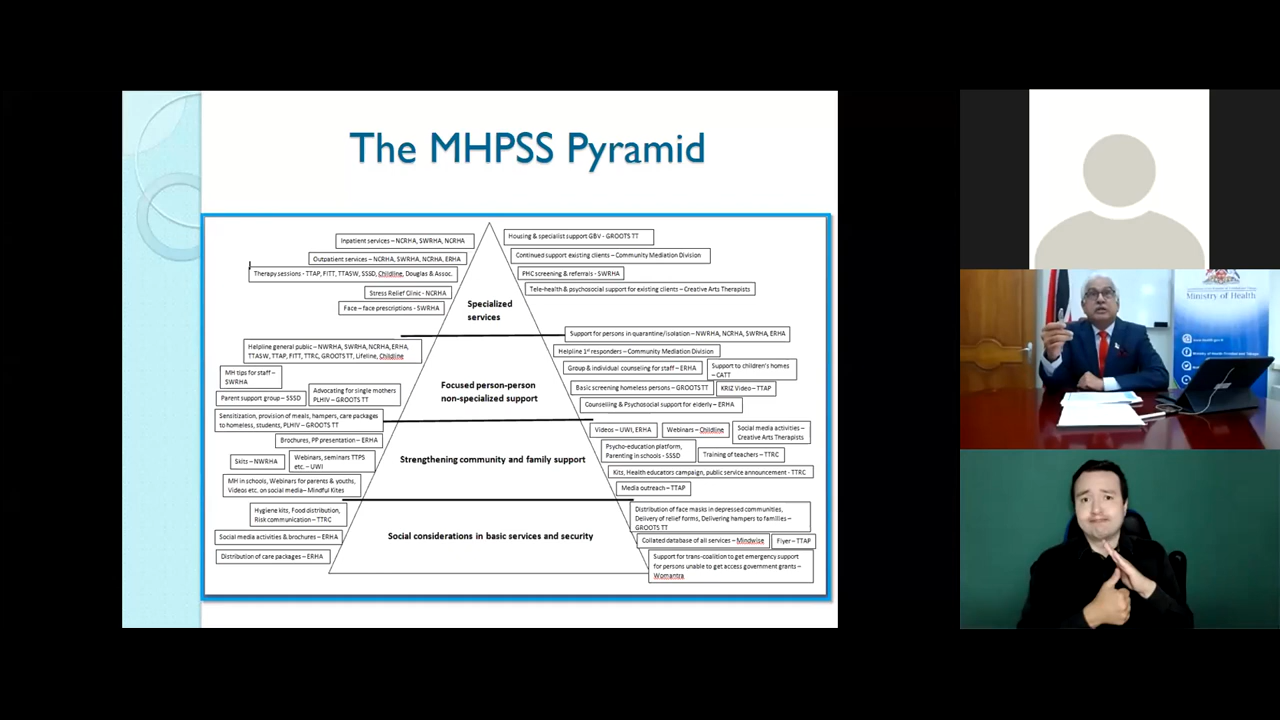 The MHPSS Pyramid
Inpatient services – NCRHA, SWRHA, NCRHA
Outpatient services – NCRHA, SWRHA, NCRHA, ERHA
Therapy sessions - TTAP, FITT, TTASW, SSSD, Childline, Douglas & Assoc.
Stress Relief Clinic - NCRHA
Face – face prescriptions - SWRHA
Housing & specialist support GBV - GROOTS TT
Continued support existing clients – Community Mediation Division
PHC screening & referrals - SWRHA
Tele-health & psychosocial support for existing clients – Creative Arts Therapists
Specialized
services
Helpline general public – NWRHA, SWRHA,NCRHA, ERHA,
TTASW, TTAP, FITT, TTRC, GROOTS TT, Lifeline, Childline
MH tips for staff –
SWRHA
Parent support group – SSSD
Advocating for single mothers
PLHIV – GROOTS TT
Support for persons in quarantine/isolation – NWRHA, NCRHA, SWRHA, ERHA
Helpline 1st responders – Community Mediation Division
Group & individual counseling for staff – ERHA
Support to children's homes
– CATT
Basic screening homeless persons – GROOTS TT
KRIZ Video – TTAP
Counselling & Psychosocial support for elderly – ERHA
Focused person-person
non-specialized support
Sensitization, provision of meals, hampers, care packages
to homeless, students, PLHIV – GROOTS TT
Brochures, PP presentation – ERHA
Skits – NWRHA
Webinars, seminars TTPS
etc. – UWI
MH in schools, Webinars for parents & youths,
Videos etc. on social media– Mindful Kites
Videos – UWI, ERHA
Webinars – Childline
Social media activities –
Creative Arts Therapists
Psycho-education platform,
Parenting in schools - SSSD
Training of teachers – TTRC
Kits, Health educators campaign, public service announcement - TTRC
Media outreach – TTAP
Strengthening community and family support
Hygiene kits, Food distribution,
Risk communication – TTRC
Social media activities & brochures – ERHA
Distribution of care packages – ERHA
Distribution of face masks in depressed communities,
Delivery of relief forms, Delivering hampers to families –
GROOTS TT
Collated database of all services – Mindwise
Flyer – TTAP
Support for trans-coalition to get emergency support
for persons unable to get access government grants –
Womantra
Social considerations in basic services and security
Ministry of Health